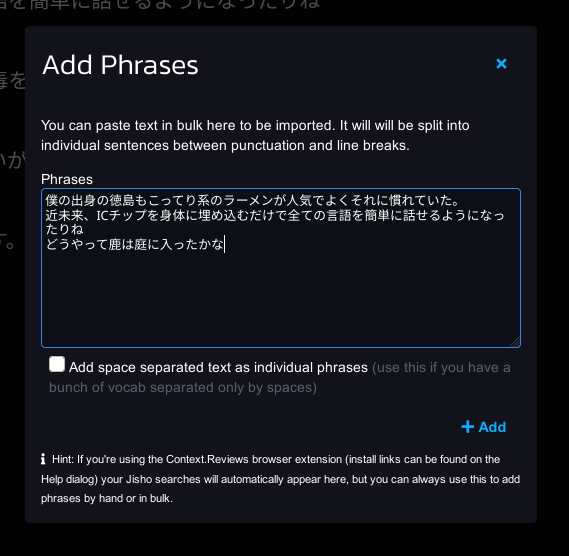 語を簡単に話せるようになったりね
Add Phrases
毒を
You can paste text in bulk here to be imported. It will will be split into
individual sentences between punctuation and line breaks.
いが
Phrases
僕の出身の徳島もこってり系のラーメンが人気でよくそれに慣れていた。
近未来、ICチップを身体に埋め込むだけで全ての言語を簡単に話せるようになっ
たりね
どうやって鹿は庭に入ったかな
す。
Add space separated text as individual phrases (use this if you have a
bunch of vocab separated only by spaces)
Add
Hint: If you're using the Context.Reviews browser extension (install links can be found on the
Help dialog) your Jisho searches will automatically appear here, but you can always use this to add
phrases by hand or in bulk.